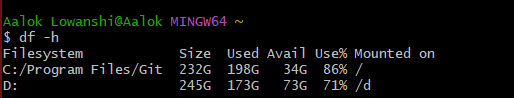 Aalok Lowanshi@Aalok MINGW64 ~
$ df -h
Filesystem            Size  Used Avail Use% Mounted on
C:/Program Files/Git  232G  198G   34G  86% /
D:                    245G  173G   73G  71% /d